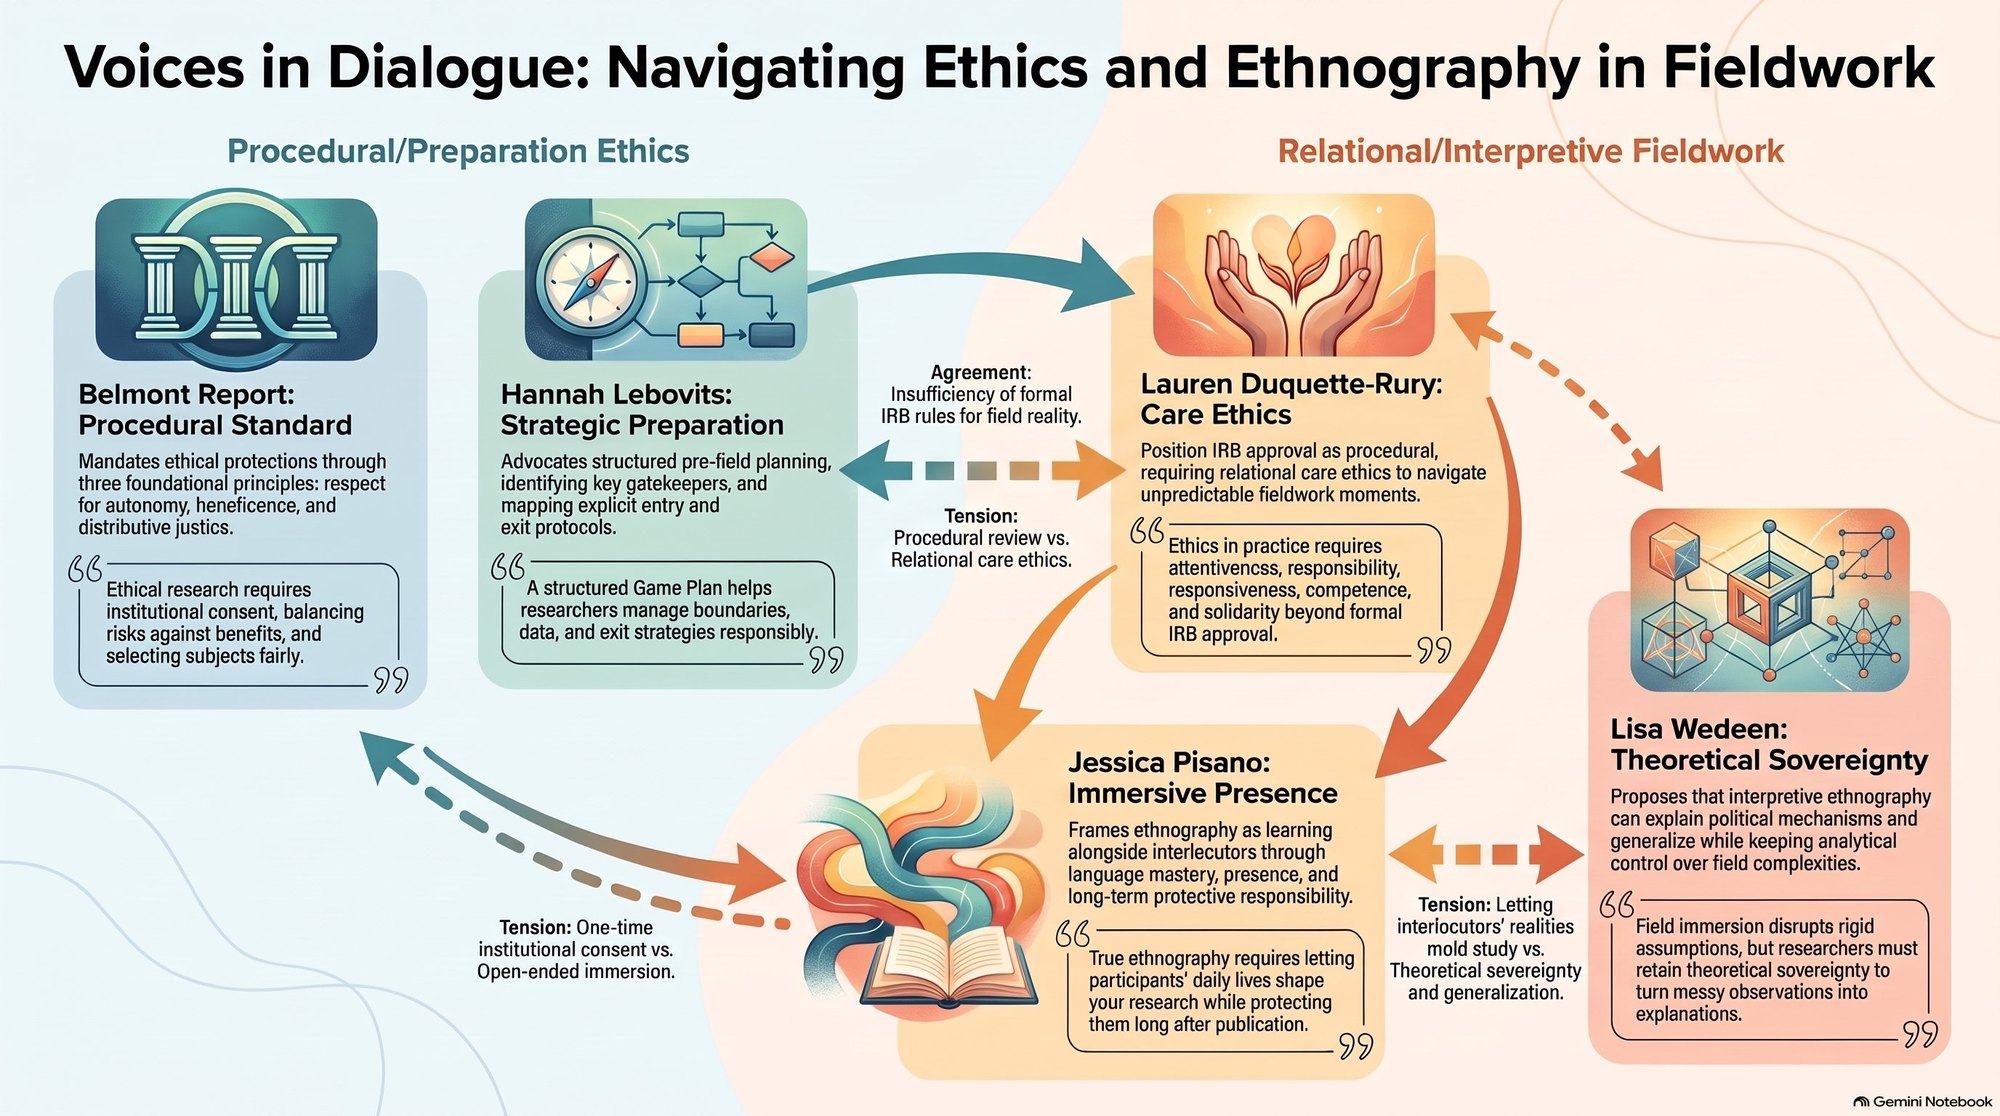 Voices in Dialogue: Navigating Ethics and Ethnography in Fieldwork
Procedural/Preparation Ethics
Relational/Interpretive Fieldwork
Belmont Report:
Procedural Standard
Mandates ethical protections through
three foundational principles: respect
for autonomy, heneficence, and
distributive justics.
“ Ethical research requires
institutional consent, balancing
risks against benefits, and
selecting subjects fairly. ”
Hannah Lebovits:
Strategic Preparation
Advocates structured pre-field planning,
identifying key gatekeepers, and
mapping explicit entry and
exit protocols.
“ A structured Game Plan helps
researchers manage boundaries,
data, and exit strategies responsibly. ”
Agreement:
Insufficiency of formal
IRB rules for field reality.
Tension:
Procedural review vs.
Relational care ethics.
Lauren Duquette-Rury:
Care Ethics
Position IRB approval as procedural,
requiring relational care ethics to navigate
unpredictable fieldwork moments.
“ Ethics in practice requires
attentivencss, responsibility,
responsiveness, competence,
and solidarity beyond formal
IRB approval. ”
Tension: One-time
institutional consent vs.
Open-ended immersion.
Jessica Pisano:
Immersive Presence
Frames ethnography as learning
alongside interlecutors through
language mastery, presence, and
long-term protective responsibility.
“ True ethnography requires letting
participants’ daily lives shape
your research while protecting
them long after publication. ”
Tension: Letting
interiocutors’ realities
mold study vs.
Theoretical severeignty
and generalization.
Lisa Wedeen:
Theoretical Sovereignty
Proposes that interpretive ethnography
can explain political mechanisms and
generalize while keeping analytical
control over field complexities.
“ Field immersion disrupts rigid
assumptions, but researchers must
retain theoretical sovereignty to
turn messy observations into
explanations. ”
Gemini Notebook